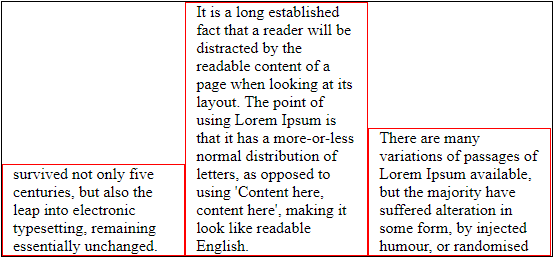 survived not only five
centuries, but also the
leap into electronic
typesetting, remaining
essentially unchanged.
It is a long established
fact that a reader will be
distracted by the
readable content of a
page when looking at its
layout. The point of
using Lorem Ipsum is
that it has a more-or-less
normal distribution of
letters, as opposed to
using 'Content here,
content here', making it
look like readable
English.
There are many
variations of passages of
Lorem Ipsum available,
but the majority have
suffered alteration in
some form, by injected
humour, or randomised